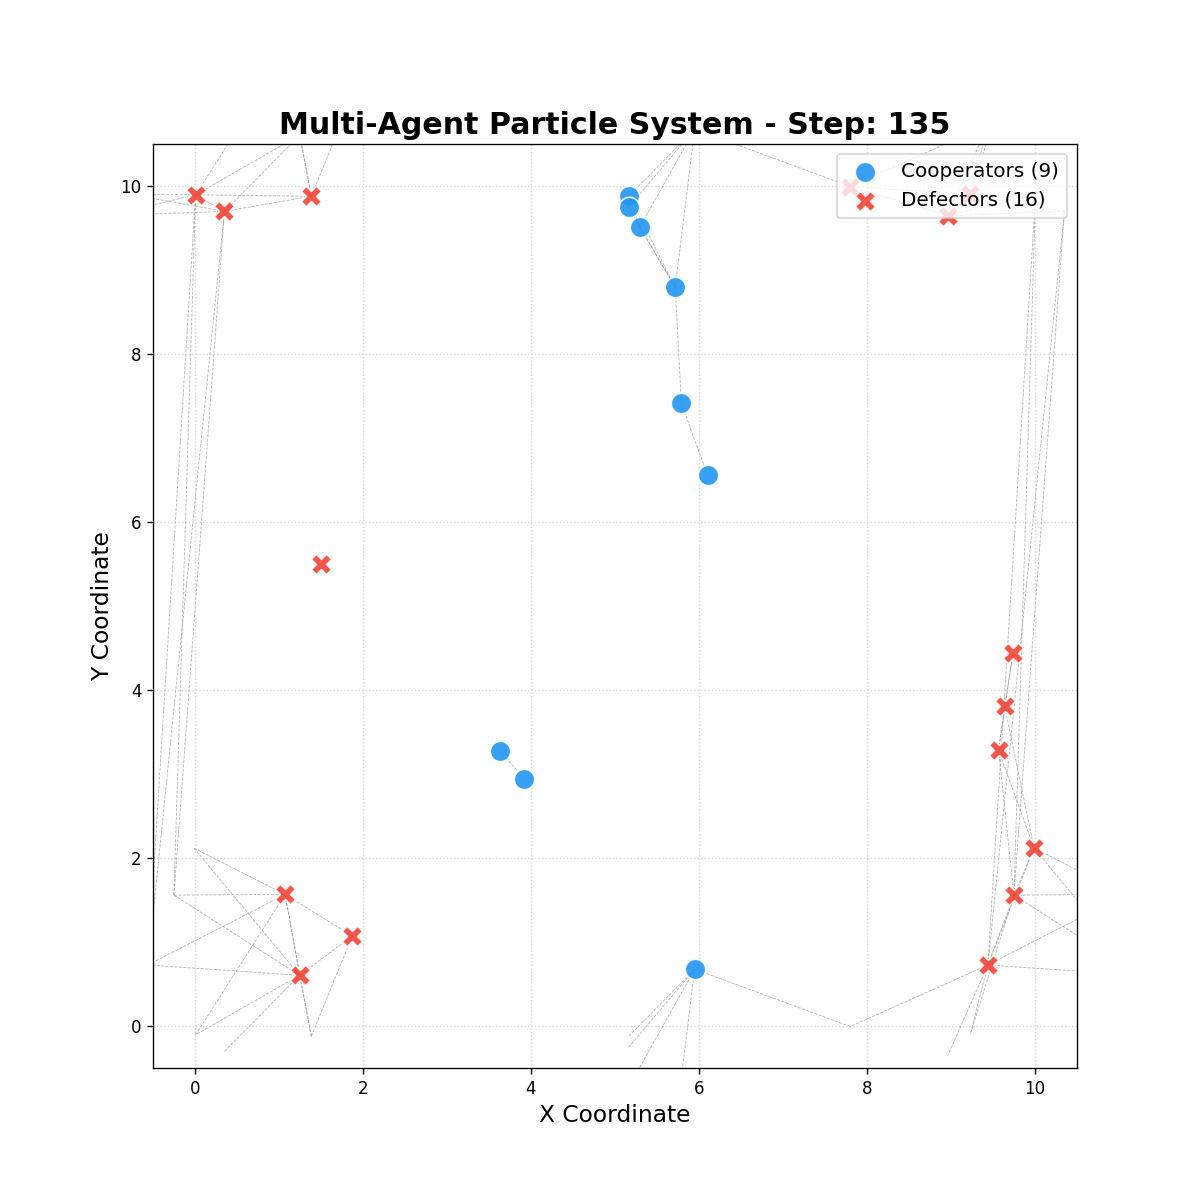 Multi-Agent Particle System - Step: 135
Cooperators (9)
Defectors (16)
10
8
6
4
2
0
Y Coordinate
0
2
4
6
8
10
X Coordinate